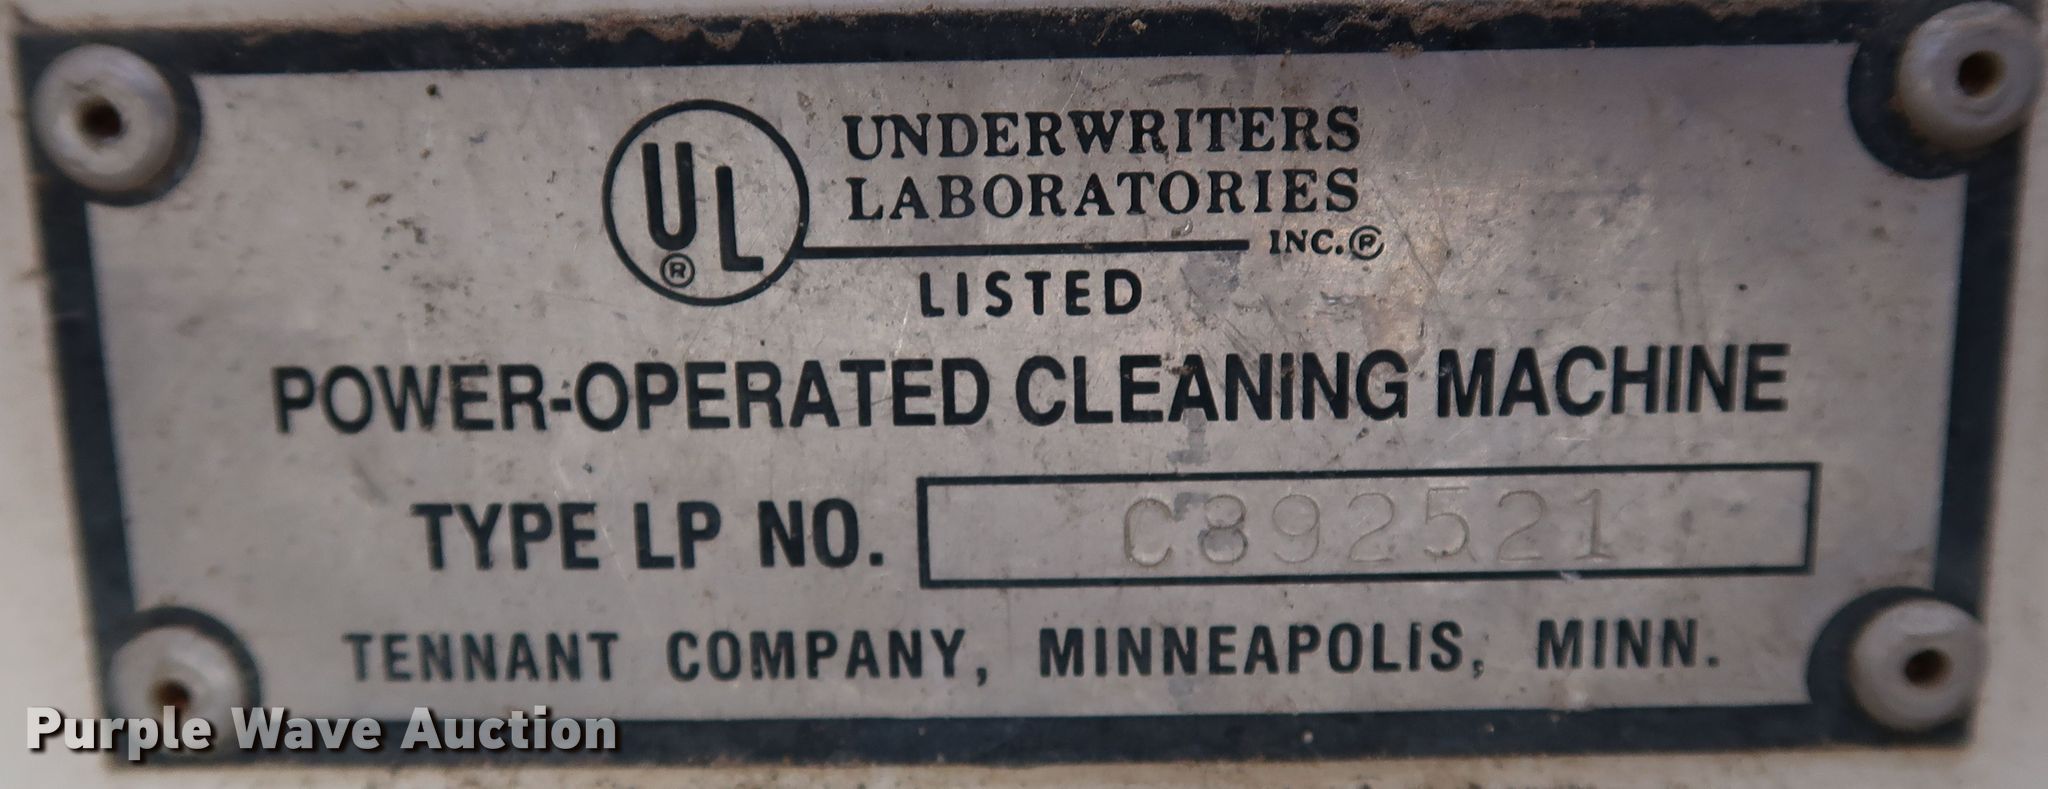 UL®
UNDERWRITERS
LABORATORIES
INC.®
LISTED
POWER-OPERATED CLEANING MACHINE
TYPE LP NO. C892521
TENNANT COMPANY, MINNEAPOLIS, MINN.
Purple Wave Auction